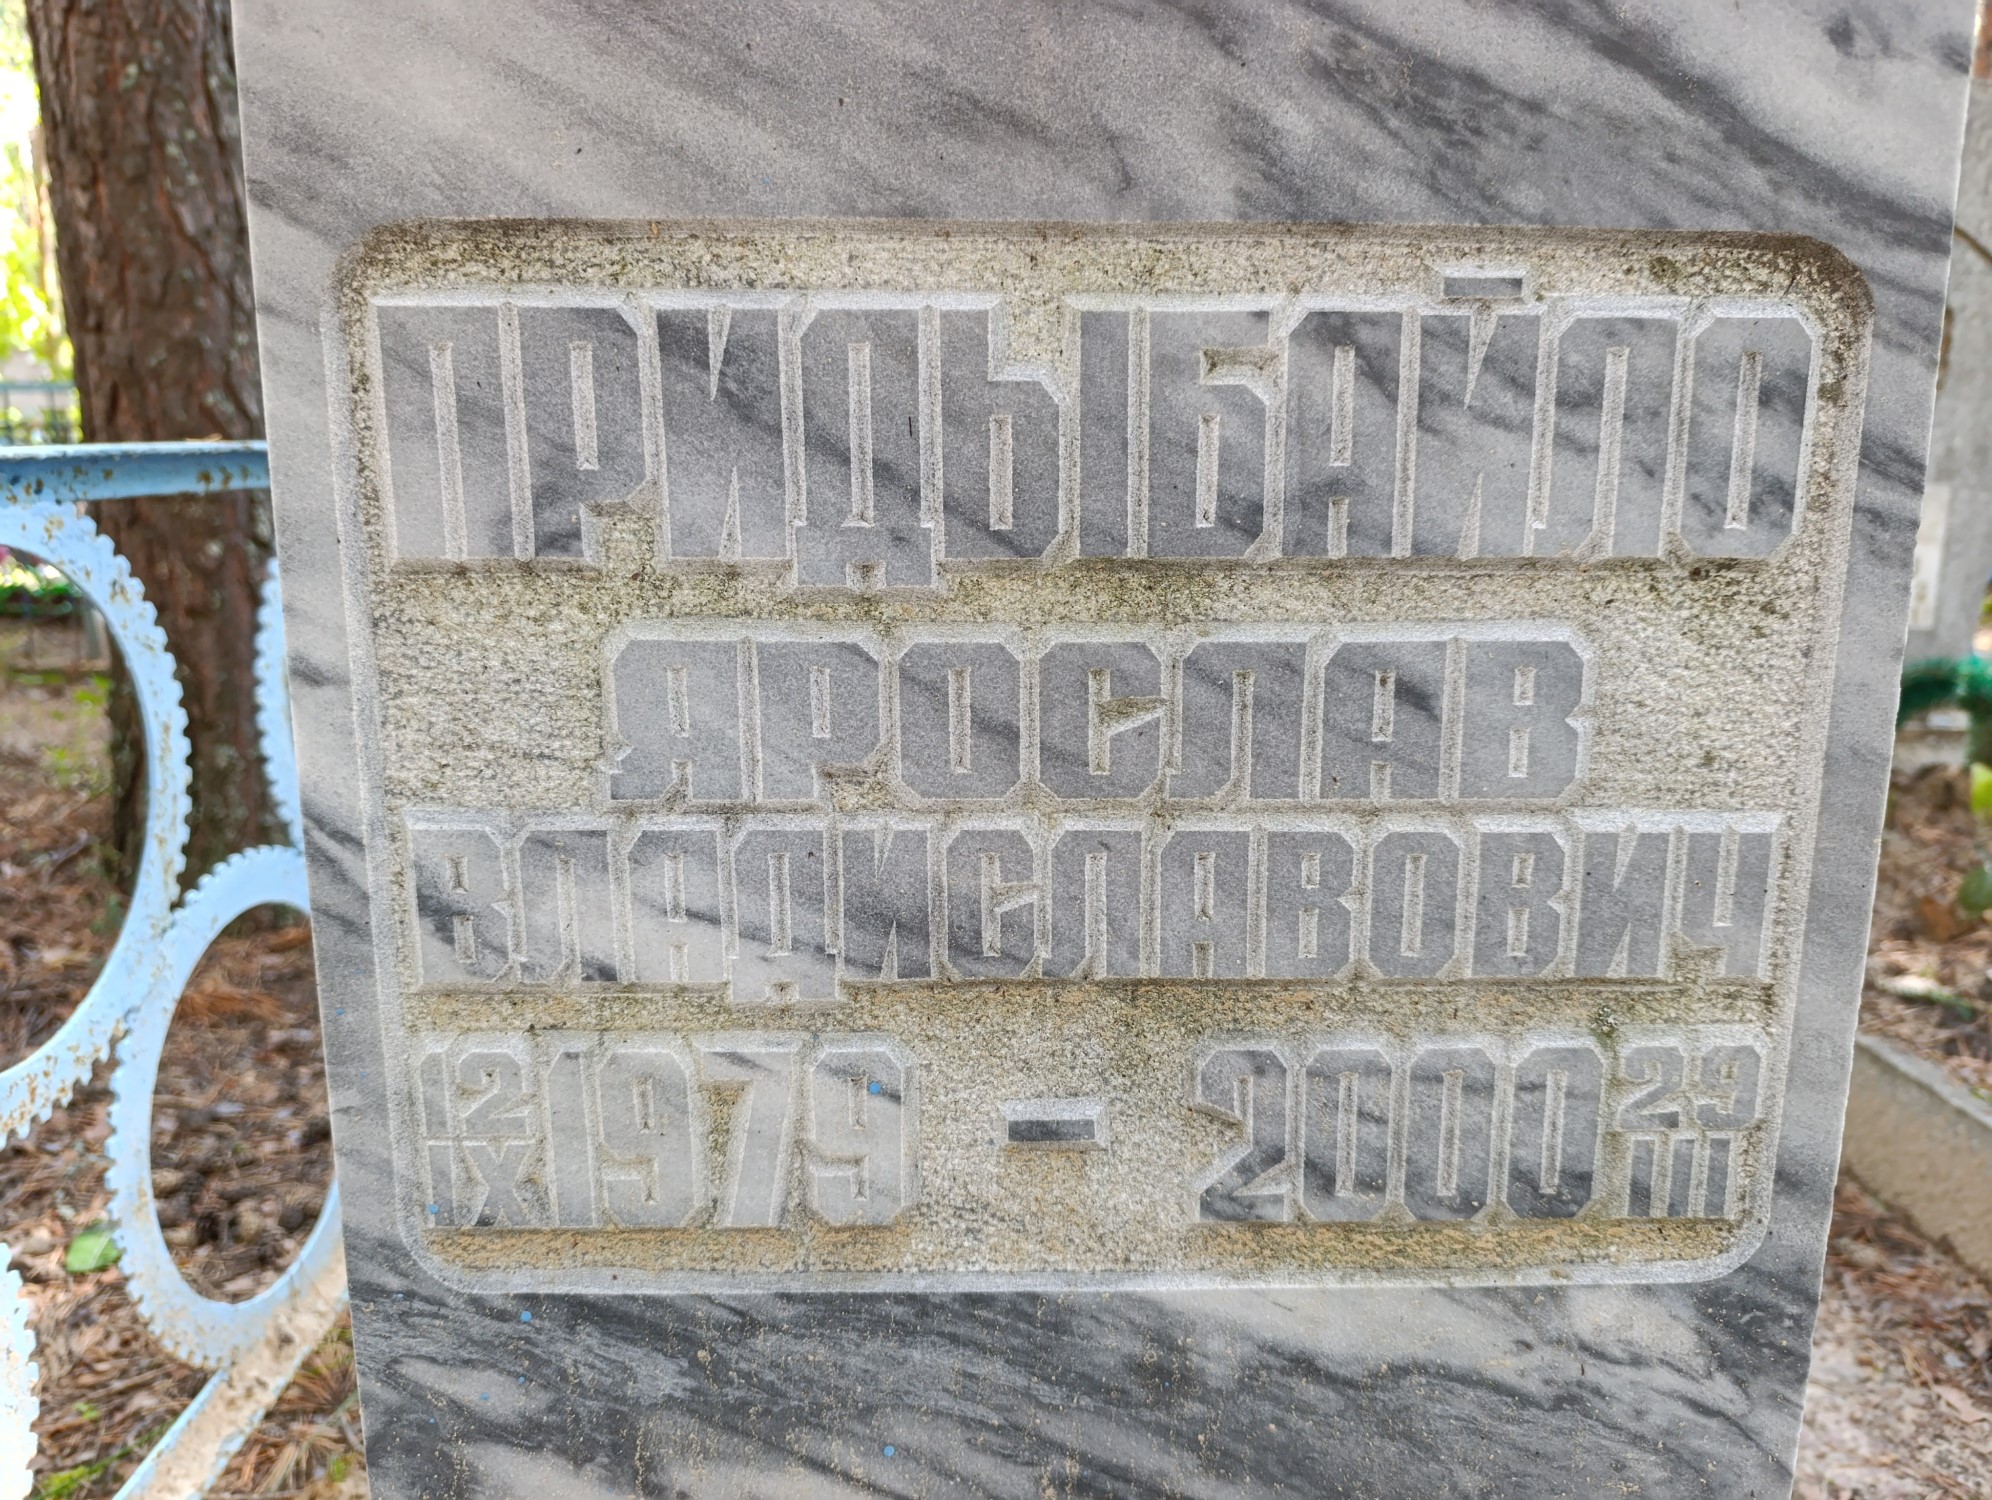 ПРИДЫБАЙЛО
ЯРОСЛАВ
ВЛАДИСЛАВОВИЧ
12 IX 1979 - 2000 29 III